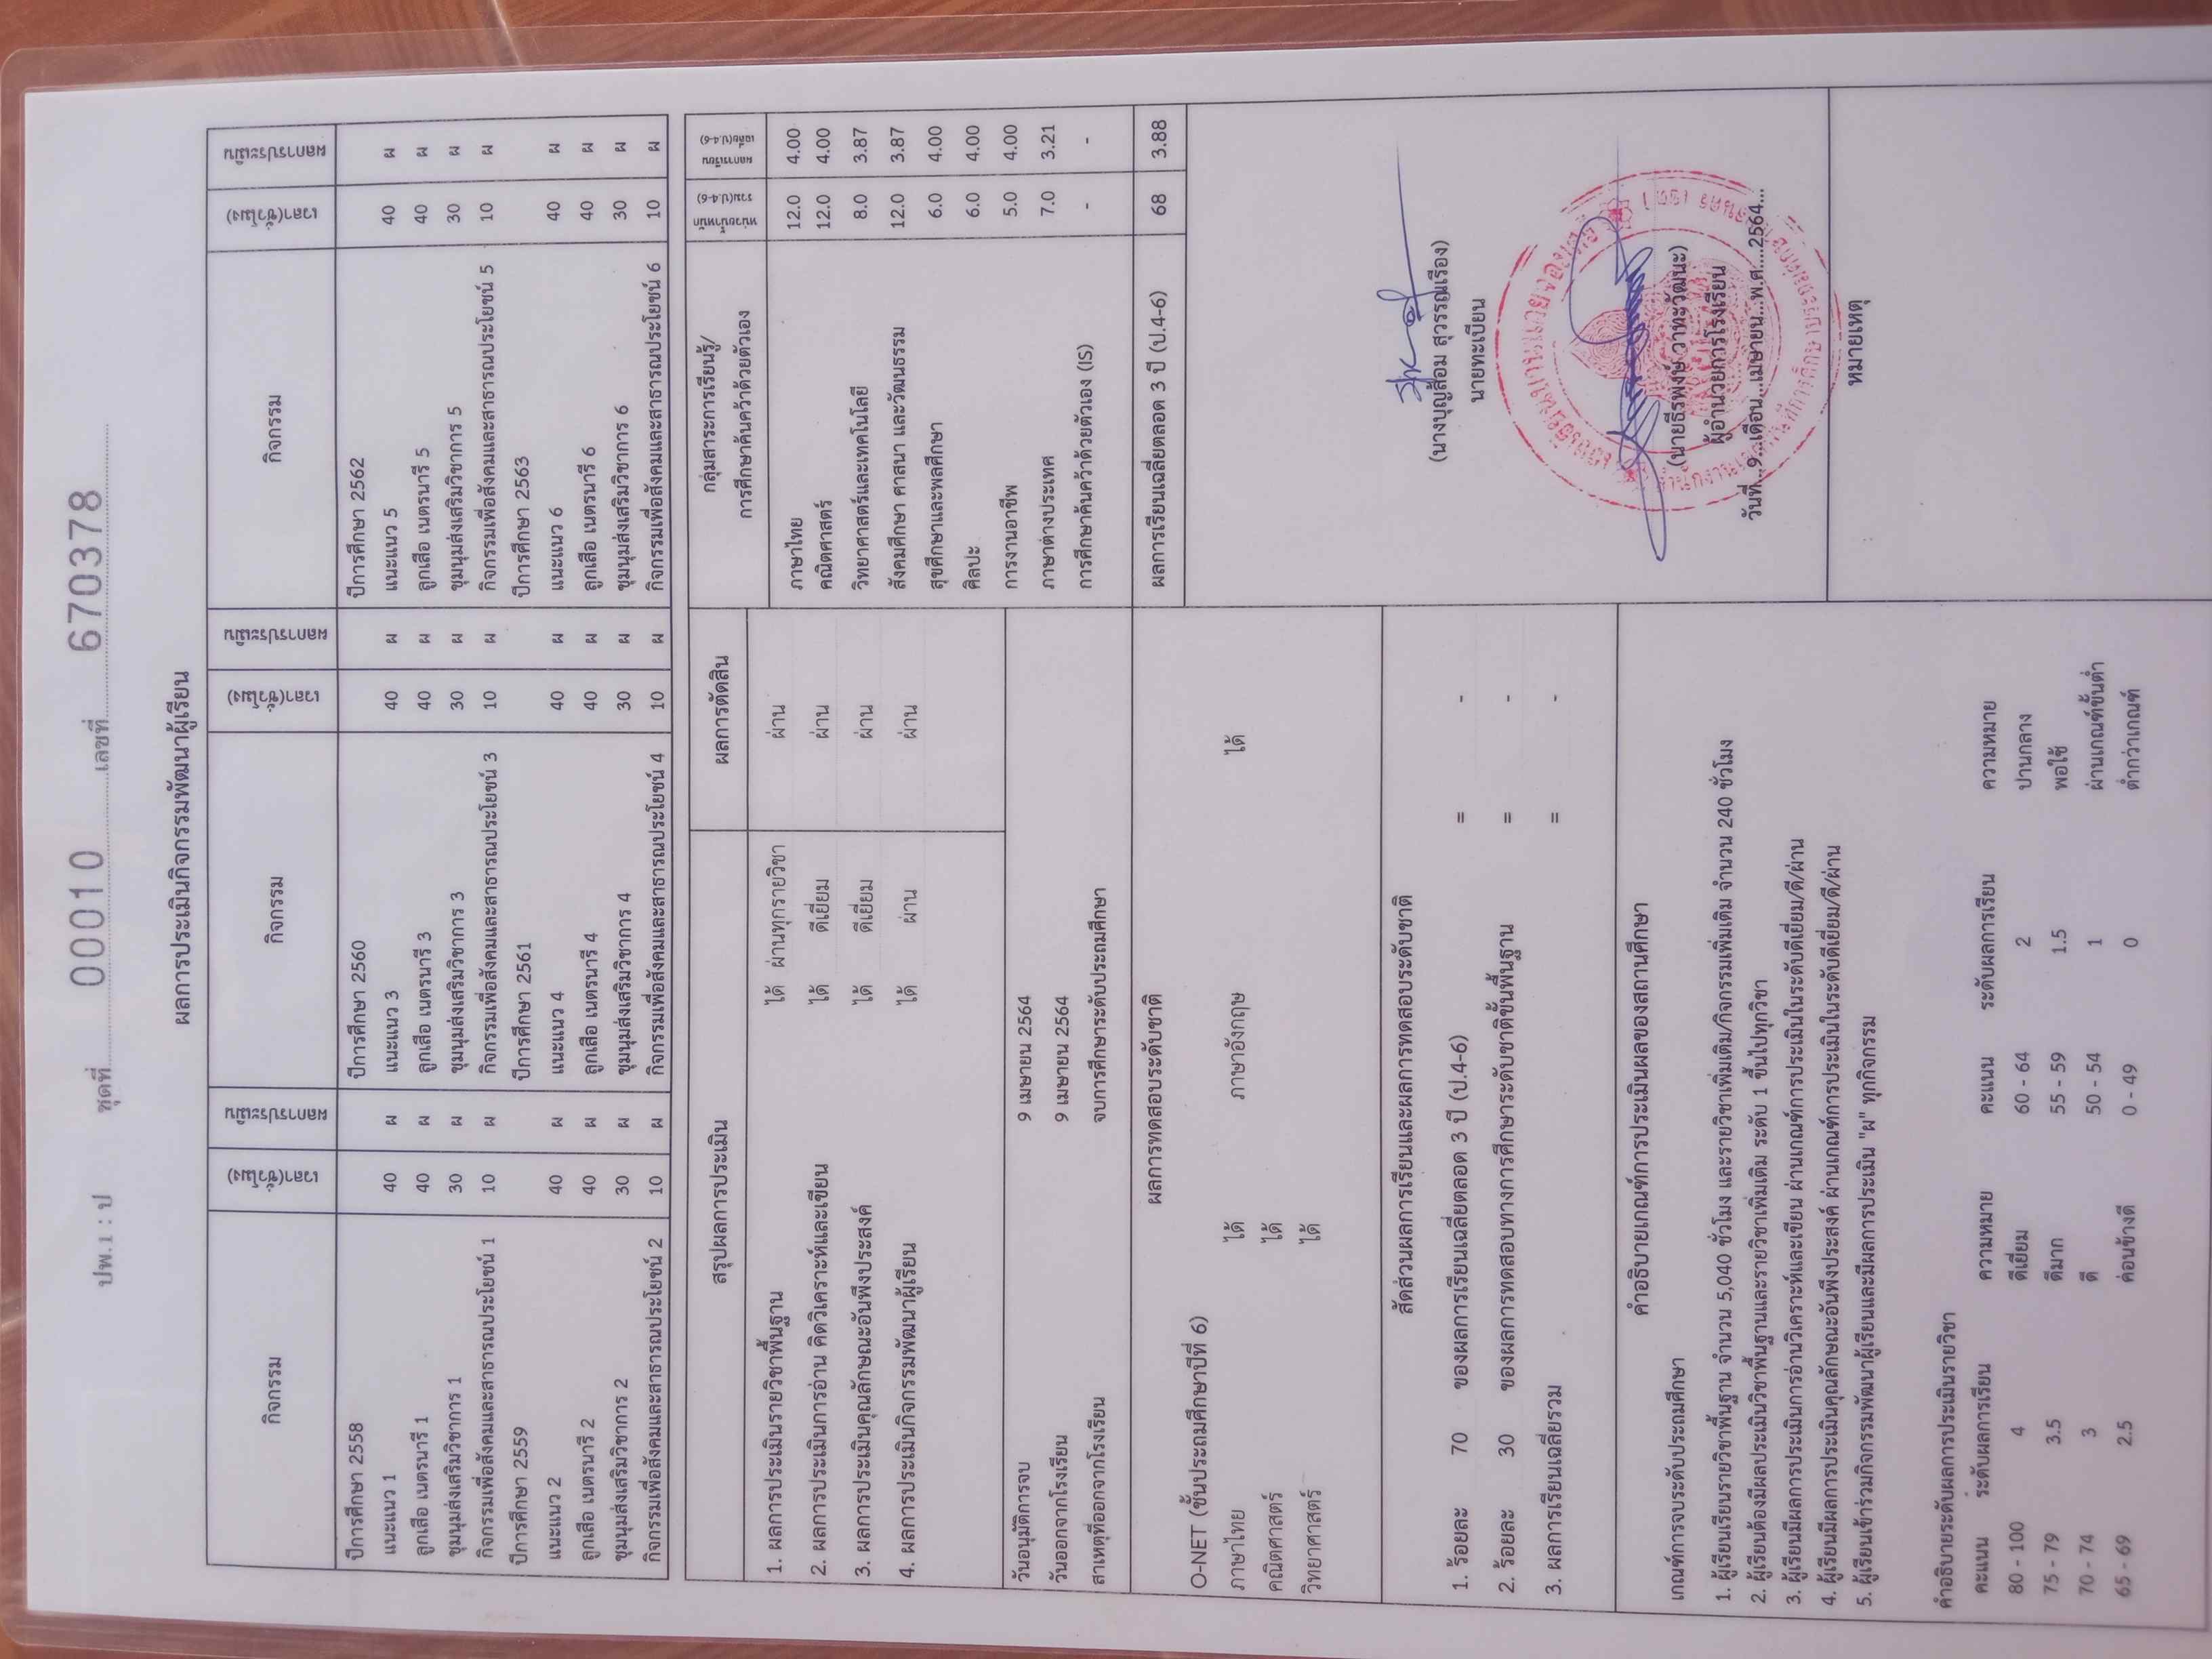 ปพ.1 : ป ชุดที่ 00010 เลขที่ 670378
ผลการประเมินกิจกรรมพัฒนาผู้เรียน
กิจกรรม เวลา(ชั่วโมง) ผลการประเมิน กิจกรรม เวลา(ชั่วโมง) ผลการประเมิน กิจกรรม เวลา(ชั่วโมง) ผลการประเมิน
ปีการศึกษา 2558 ปีการศึกษา 2560 ปีการศึกษา 2562
แนะแนว 1 40 ผ แนะแนว 3 40 ผ แนะแนว 5 40 ผ
ลูกเสือ เนตรนารี 1 40 ผ ลูกเสือ เนตรนารี 3 40 ผ ลูกเสือ เนตรนารี 5 40 ผ
ชุมนุมส่งเสริมวิชาการ 1 30 ผ ชุมนุมส่งเสริมวิชาการ 3 30 ผ ชุมนุมส่งเสริมวิชาการ 5 30 ผ
กิจกรรมเพื่อสังคมและสาธารณประโยชน์ 1 10 ผ กิจกรรมเพื่อสังคมและสาธารณประโยชน์ 3 10 ผ กิจกรรมเพื่อสังคมและสาธารณประโยชน์ 5 10 ผ
ปีการศึกษา 2559 ปีการศึกษา 2561 ปีการศึกษา 2563
แนะแนว 2 40 ผ แนะแนว 4 40 ผ แนะแนว 6 40 ผ
ลูกเสือ เนตรนารี 2 40 ผ ลูกเสือ เนตรนารี 4 40 ผ ลูกเสือ เนตรนารี 6 40 ผ
ชุมนุมส่งเสริมวิชาการ 2 30 ผ ชุมนุมส่งเสริมวิชาการ 4 30 ผ ชุมนุมส่งเสริมวิชาการ 6 30 ผ
กิจกรรมเพื่อสังคมและสาธารณประโยชน์ 2 10 ผ กิจกรรมเพื่อสังคมและสาธารณประโยชน์ 4 10 ผ กิจกรรมเพื่อสังคมและสาธารณประโยชน์ 6 10 ผ
สรุปผลการประเมิน ผลการตัดสิน
1. ผลการประเมินรายวิชาพื้นฐาน ได้ ผ่านทุกรายวิชา ผ่าน
2. ผลการประเมินการอ่าน คิดวิเคราะห์และเขียน ได้ ดีเยี่ยม ผ่าน
3. ผลการประเมินคุณลักษณะอันพึงประสงค์ ได้ ดีเยี่ยม ผ่าน
4. ผลการประเมินกิจกรรมพัฒนาผู้เรียน ได้ ผ่าน ผ่าน
วันอนุมัติการจบ 9 เมษายน 2564
วันออกจากโรงเรียน 9 เมษายน 2564
สาเหตุที่ออกจากโรงเรียน จบการศึกษาระดับประถมศึกษา
ผลการทดสอบระดับชาติ
O-NET (ชั้นประถมศึกษาปีที่ 6)
ภาษาไทย ได้ ภาษาอังกฤษ ได้
คณิตศาสตร์ ได้
วิทยาศาสตร์ ได้
สัดส่วนผลการเรียนและผลการทดสอบระดับชาติ
1. ร้อยละ 70 ของผลการเรียนเฉลี่ยตลอด 3 ปี (ป.4-6) = -
2. ร้อยละ 30 ของผลการทดสอบทางการศึกษาระดับชาติขั้นพื้นฐาน = -
3. ผลการเรียนเฉลี่ยรวม = -
กลุ่มสาระการเรียนรู้/
การศึกษาค้นคว้าด้วยตัวเอง
หน่วยน้ำหนัก
รวม(ป.4-6)
ผลการเรียน
เฉลี่ย(ป.4-6)
ภาษาไทย 12.0 4.00
คณิตศาสตร์ 12.0 4.00
วิทยาศาสตร์และเทคโนโลยี 8.0 3.87
สังคมศึกษา ศาสนา และวัฒนธรรม 12.0 3.87
สุขศึกษาและพลศึกษา 6.0 4.00
ศิลปะ 6.0 4.00
การงานอาชีพ 5.0 4.00
ภาษาต่างประเทศ 7.0 3.21
การศึกษาค้นคว้าด้วยตัวเอง (IS) - -
ผลการเรียนเฉลี่ยตลอด 3 ปี (ป.4-6) 68 3.88
(นางบุญส้อม สุวรรณเรือง)
นายทะเบียน
(นายธีรพงษ์ วาทะวัฒนะ)
ผู้อำนวยการโรงเรียน
วันที่...9...เดือน...เมษายน...พ.ศ....2564...
หมายเหตุ
คำอธิบายเกณฑ์การประเมินผลของสถานศึกษา
เกณฑ์การจบระดับประถมศึกษา
1. ผู้เรียนเรียนรายวิชาพื้นฐาน จำนวน 5,040 ชั่วโมง และรายวิชาเพิ่มเติม/กิจกรรมเพิ่มเติม จำนวน 240 ชั่วโมง
2. ผู้เรียนต้องมีผลประเมินวิชาพื้นฐานและรายวิชาเพิ่มเติม ระดับ 1 ขึ้นไปทุกวิชา
3. ผู้เรียนมีผลการประเมินการอ่านวิเคราะห์และเขียน ผ่านเกณฑ์การประเมินในระดับดีเยี่ยม/ดี/ผ่าน
4. ผู้เรียนมีผลการประเมินคุณลักษณะอันพึงประสงค์ ผ่านเกณฑ์การประเมินในระดับดีเยี่ยม/ดี/ผ่าน
5. ผู้เรียนเข้าร่วมกิจกรรมพัฒนาผู้เรียนและมีผลการประเมิน "ผ" ทุกกิจกรรม
คำอธิบายระดับผลการประเมินรายวิชา
คะแนน ระดับผลการเรียน ความหมาย คะแนน ระดับผลการเรียน ความหมาย
80 - 100 4 ดีเยี่ยม 60 - 64 2 ปานกลาง
75 - 79 3.5 ดีมาก 55 - 59 1.5 พอใช้
70 - 74 3 ดี 50 - 54 1 ผ่านเกณฑ์ขั้นต่ำ
65 - 69 2.5 ค่อนข้างดี 0 - 49 0 ต่ำกว่าเกณฑ์